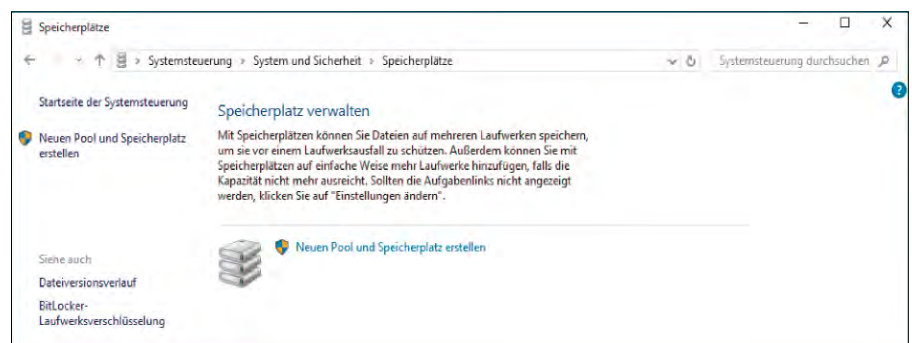 Speicherplätze
Systemsteuerung > System und Sicherheit > Speicherplätze
Systemsteuerung durchsuchen
Startseite der Systemsteuerung
Neuen Pool und Speicherplatz
erstellen
Speicherplatz verwalten
Mit Speicherplätzen können Sie Dateien auf mehreren Laufwerken speichern,
um sie vor einem Laufwerksausfall zu schützen. Außerdem können Sie mit
Speicherplätzen auf einfache Weise mehr Laufwerke hinzufügen, falls die
Kapazität nicht mehr ausreicht. Sollten die Aufgabenlinks nicht angezeigt
werden, klicken Sie auf "Einstellungen ändern".
Neuen Pool und Speicherplatz erstellen
Siehe auch
Dateiversionsverlauf
BitLocker-
Laufwerksverschlüsselung